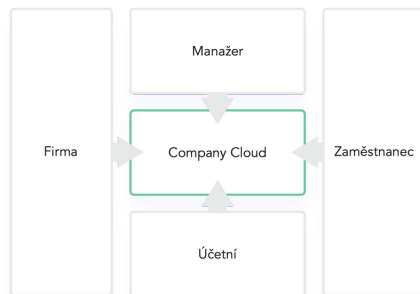 Manažer
Firma
Company Cloud
Zaměstnanec
Účetní